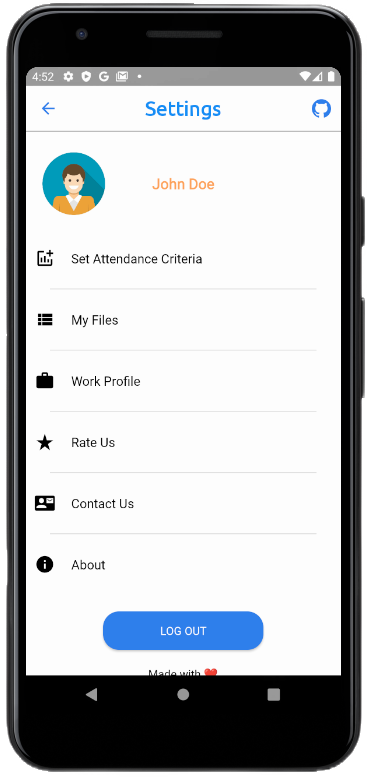 4:52
Settings
John Doe
Set Attendance Criteria
My Files
Work Profile
Rate Us
Contact Us
About
LOG OUT
Made with ❤️